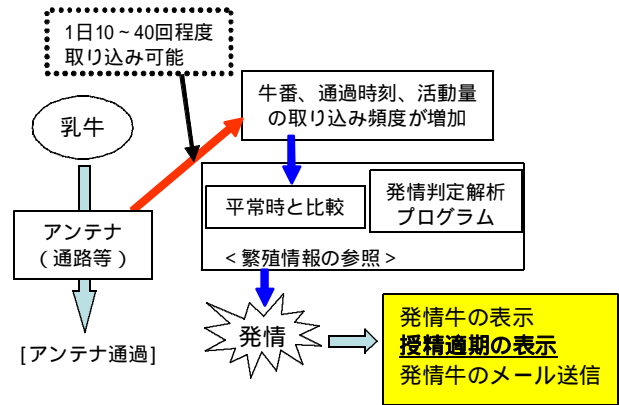 1日10~40回程度
取り込み可能
乳牛
牛番、通過時刻、活動量
の取り込み頻度が増加
アンテナ
(通路等)
平常時と比較
発情判定解析
プログラム
<繁殖情報の参照>
[アンテナ通過]
発情
発情牛の表示
授精適期の表示
発情牛のメール送信